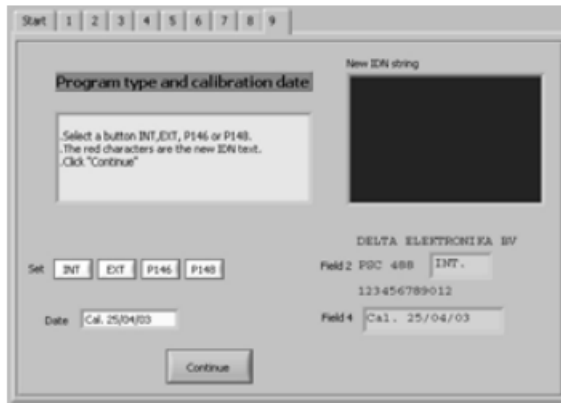 Start 1 2 3 4 5 6 7 8 9
New IDN string
Program type and calibration date
.Select a button INT,EXT, P146 or P148.
.The red characters are the new IDN text.
.Click "Continue"
DELTA ELEKTRONIKA BV
Set INT EXT P146 P148
Field 2 PSC 488 INT.
123456789012
Date Cal. 25/04/03
Field 4 Cal. 25/04/03
Continue